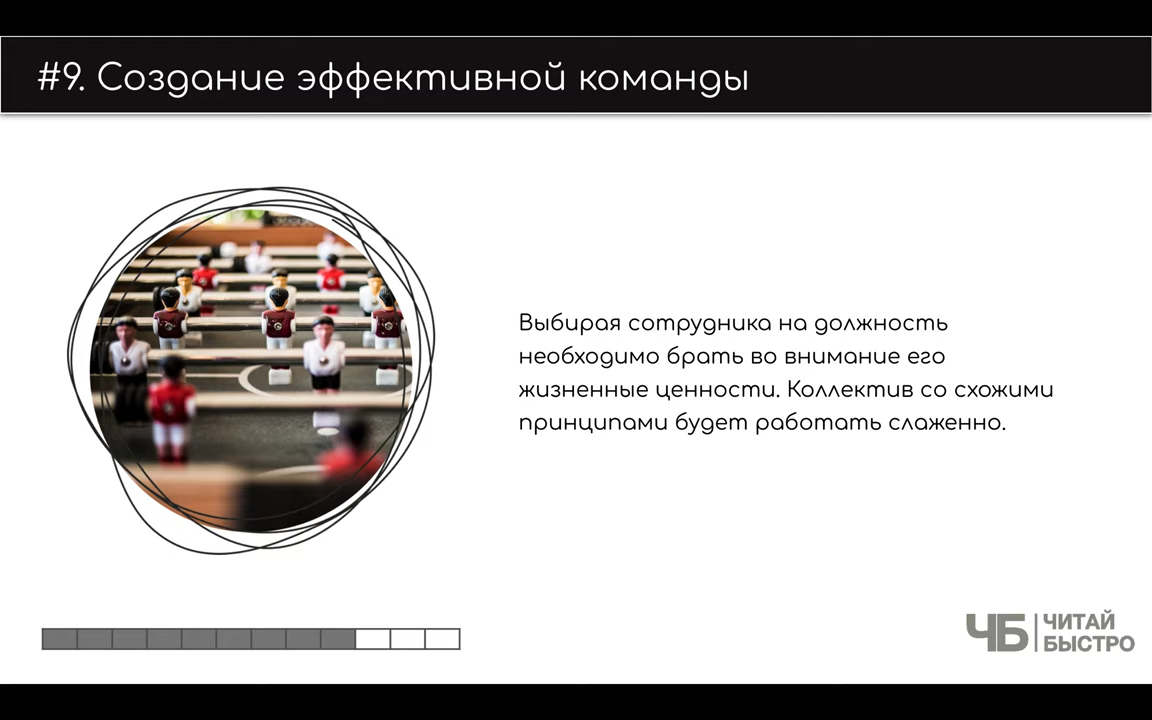 #9. Создание эффективной команды
Выбирая сотрудника на должность
необходимо брать во внимание его
жизненные ценности. Коллектив со схожими
принципами будет работать слаженно.
ЧБ
ЧИТАЙ
БЫСТРО